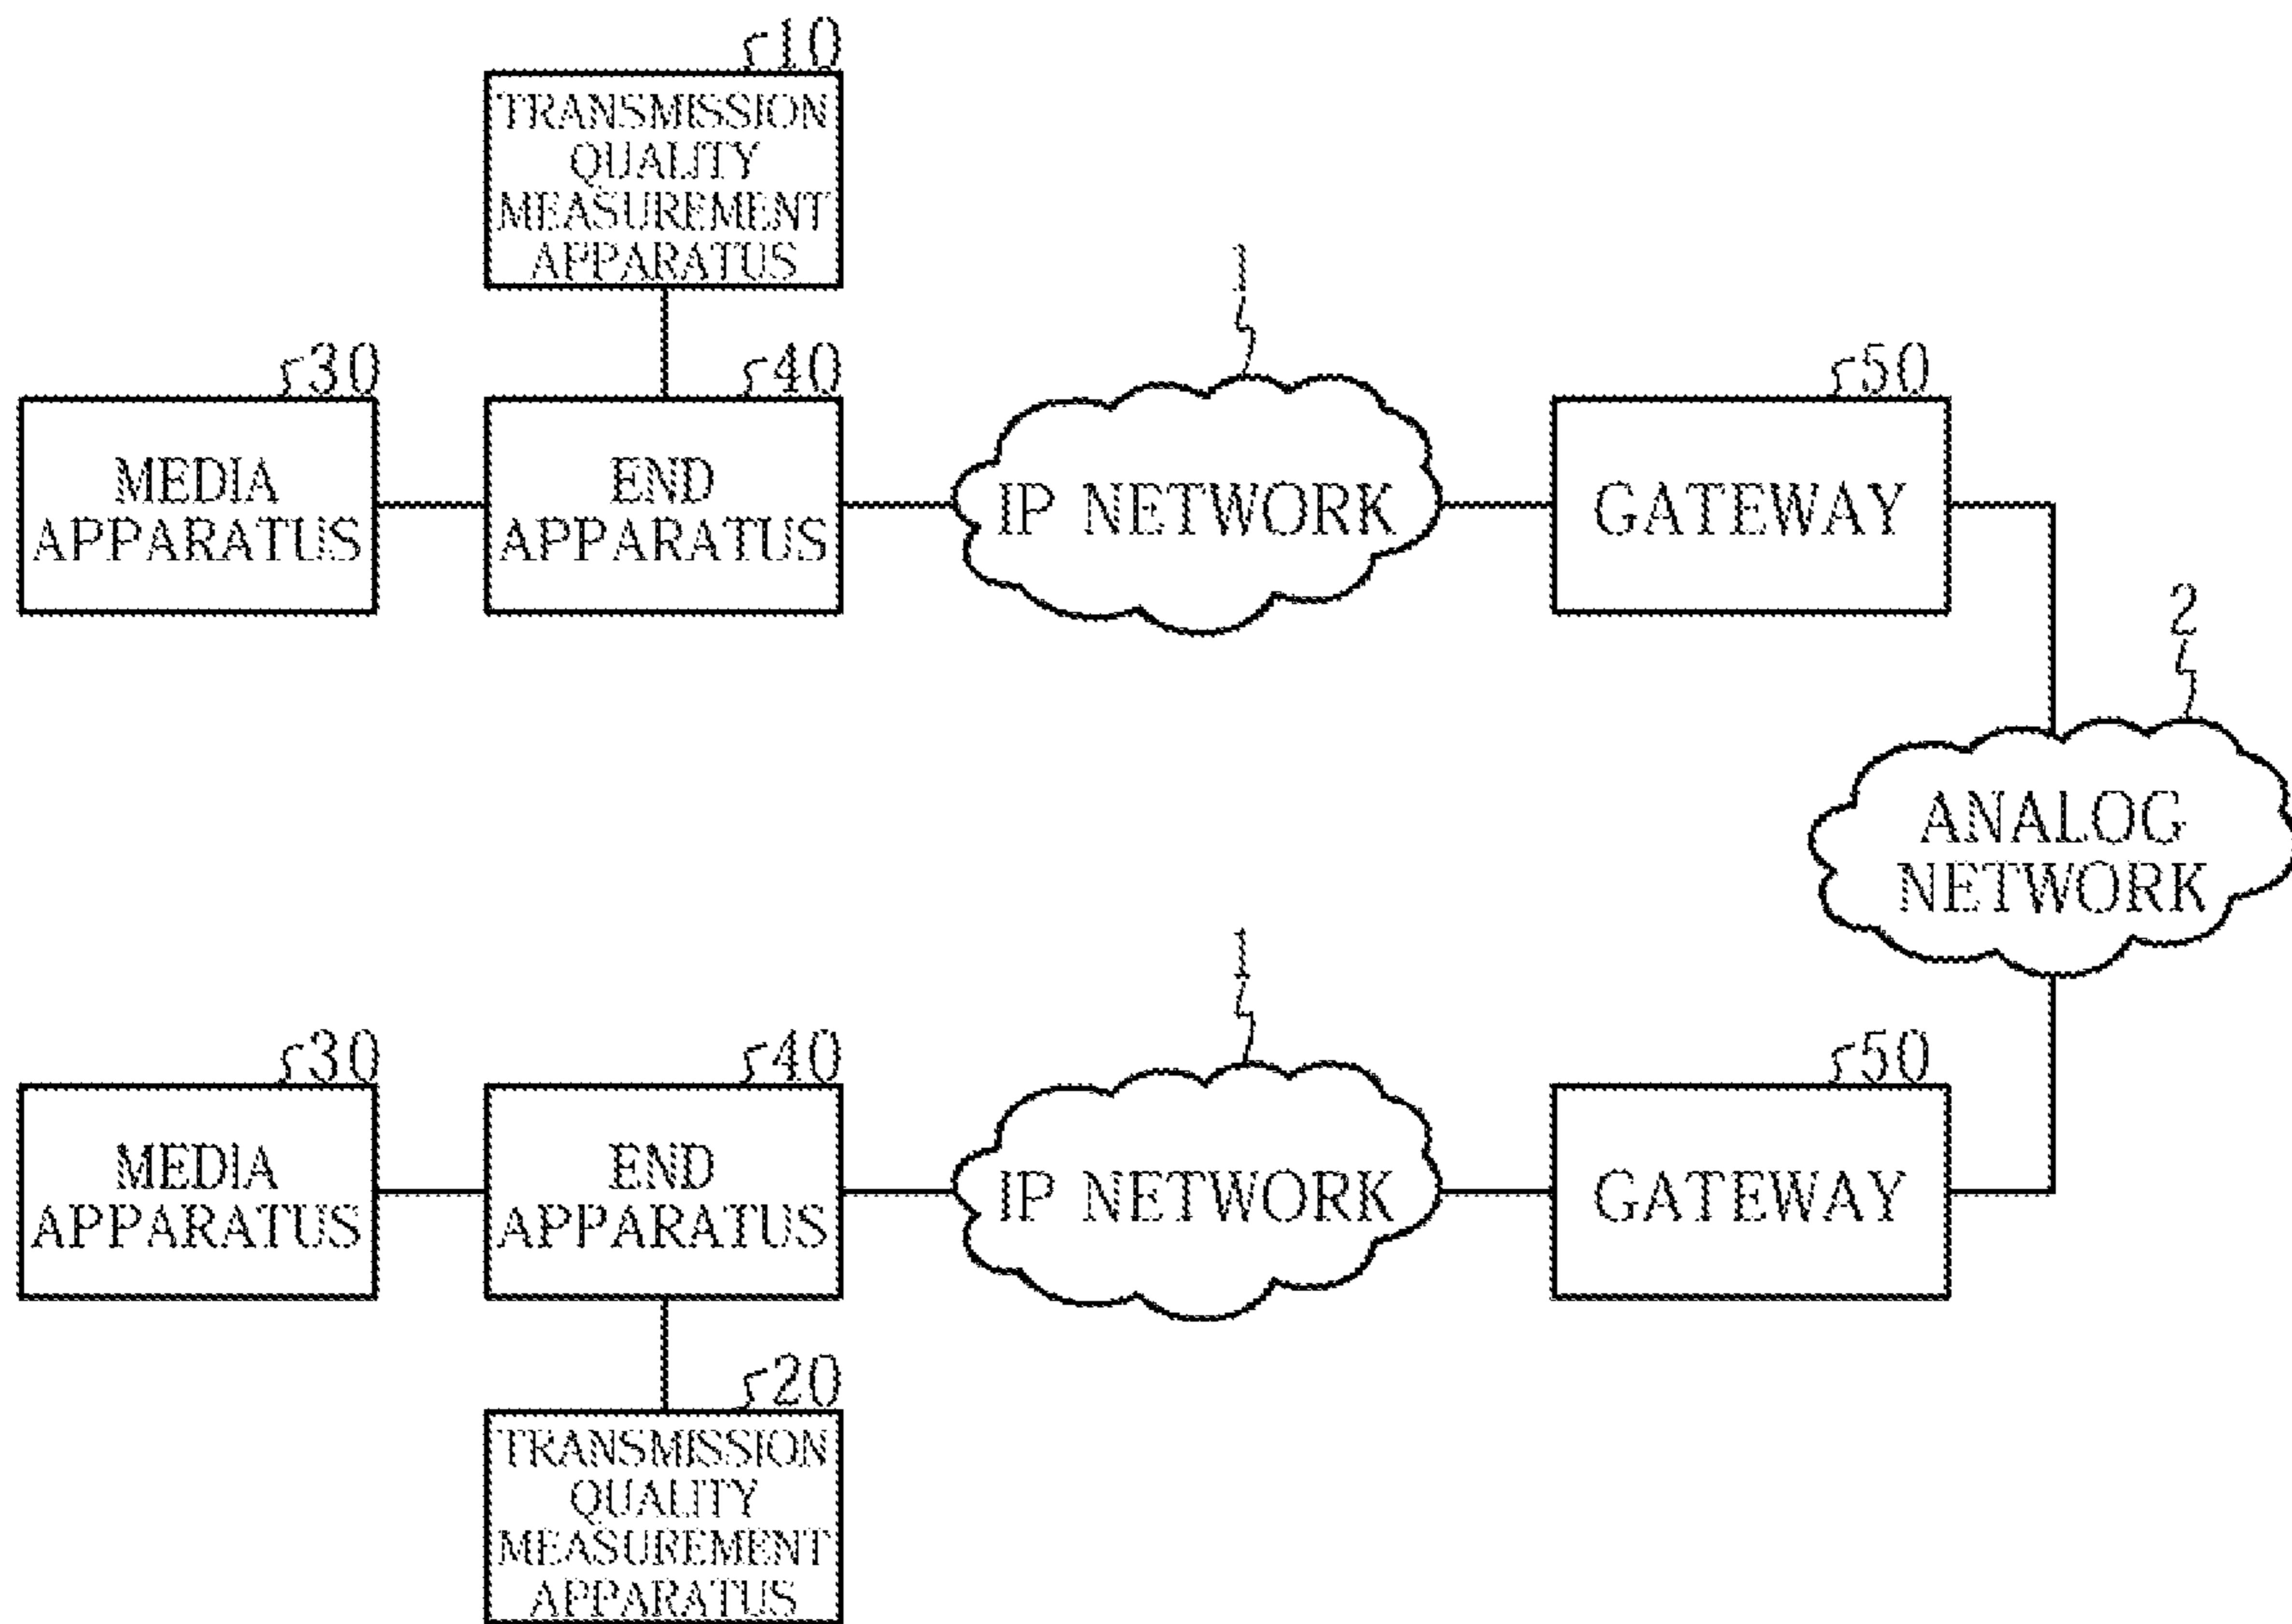 10
TRANSMISSION
QUALITY
MEASUREMENT
APPARATUS
1
30
40
50
MEDIA
APPARATUS
END
APPARATUS
IP NETWORK
GATEWAY
2
ANALOG
NETWORK
1
30
40
50
MEDIA
APPARATUS
END
APPARATUS
IP NETWORK
GATEWAY
20
TRANSMISSION
QUALITY
MEASUREMENT
APPARATUS